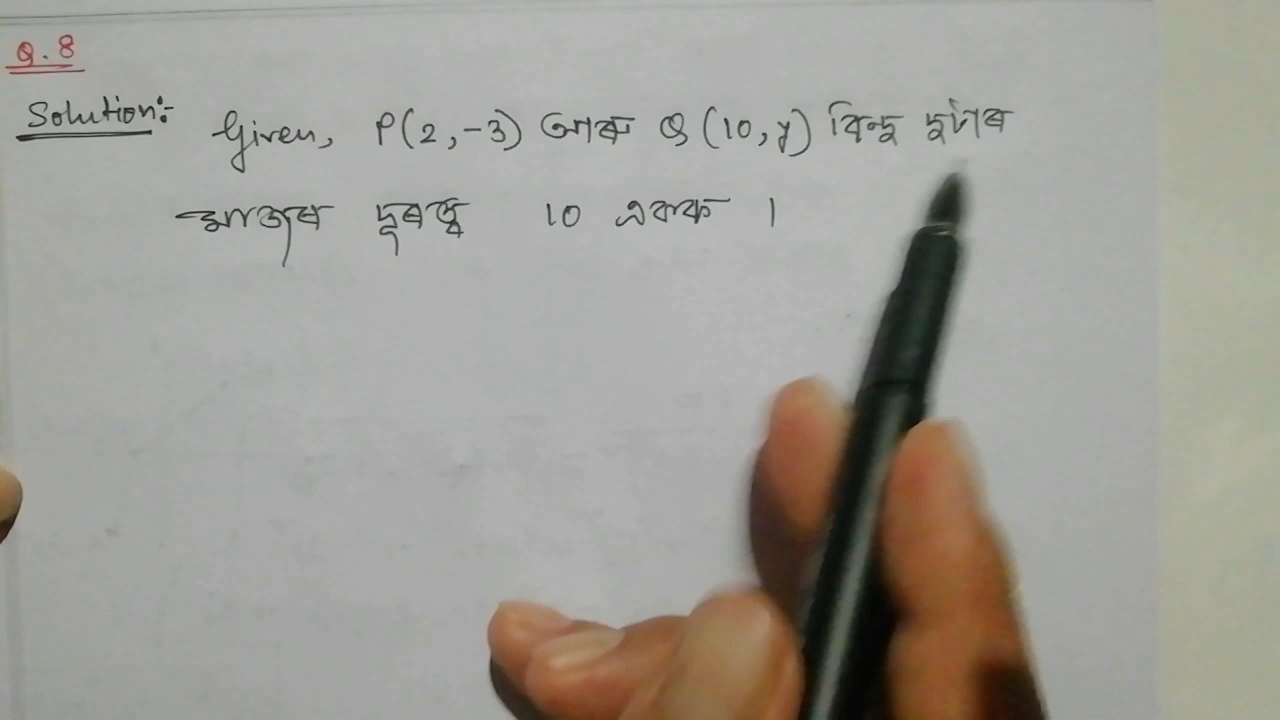 Q.8
Solution:- Given, P(2,-3) আৰু Q(10,y) বিন্দু দুটাৰ
মাজৰ দূৰত্ব 10 একক ।